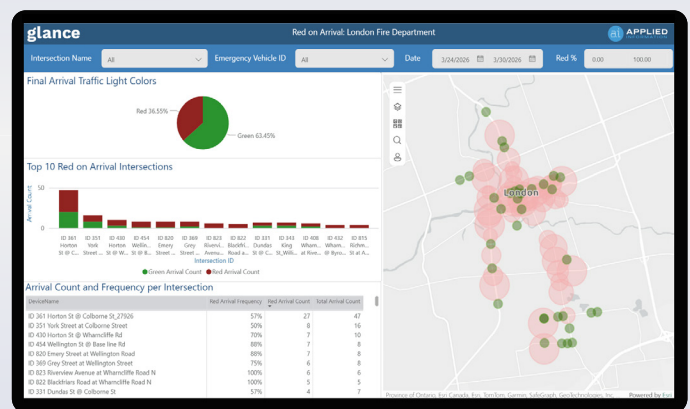 glance
Red on Arrival: London Fire Department
ai APPLIED
INFORMATION
Intersection Name All Emergency Vehicle ID All Date 3/24/2026 3/30/2026 Red % 0.00 100.00
Final Arrival Traffic Light Colors
Red 36.55%
Green 63.45%
Top 10 Red on Arrival Intersections
Arrival Count
50
0
ID 361 ID 351 ID 430 ID 454 ID 820 ID 369 ID 823 ID 822 ID 331 ID 343 ID 408 ID 432 ID 815
Horton York Horton Wellin... Emery Grey Rivervi... Blackfri... Dundas King Wham... Wham... Richm...
St @ C... Street ... St @ W... St @ B... Street ... Street ... Avenu... Road a... St @ C... St_Willi... at River... @ Byro... St at A...
Intersection ID
Green Arrival Count Red Arrival Count
Arrival Count and Frequency per Intersection
DeviceName Red Arrival Frequency Red Arrival Count Total Arrival Count
ID 361 Horton St @ Colborne St_27926 57% 27 47
ID 351 York Street at Colborne Street 50% 8 16
ID 430 Horton St @ Wharncliffe Rd 70% 7 10
ID 454 Wellington St @ Base line Rd 88% 7 8
ID 820 Emery Street at Wellington Road 88% 7 8
ID 369 Grey Street at Wellington Street 75% 6 8
ID 823 Riverview Avenue at Wharncliffe Road N 100% 6 6
ID 822 Blackfriars Road at Wharncliffe Road N 100% 5 5
ID 331 Dundas St @ Colborne St 57% 4 7
London
Province of Ontario, Esri Canada, Esri, TomTom, Garmin, SafeGraph, GeoTechnologies, Inc, Powered by Esri